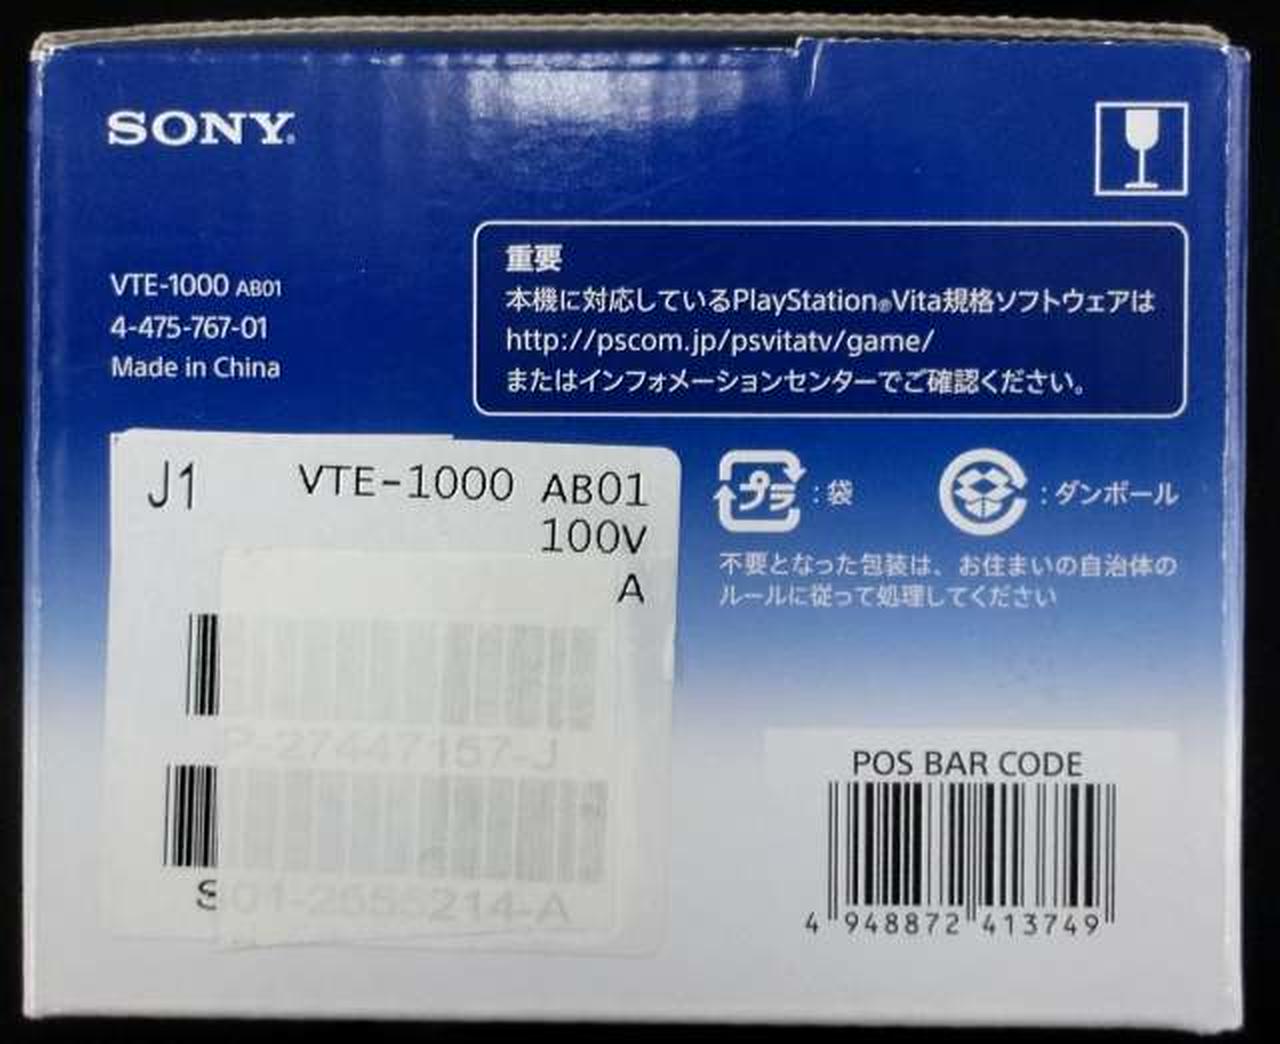 SONY®
VTE-1000 AB01
4-475-767-01
Made in China
重要
本機に対応しているPlayStation®Vita規格ソフトウェアは
http://pscom.jp/psvitatv/game/
またはインフォメーションセンターでご確認ください。
J1 VTE-1000 AB01
100V
A
P-27447157-J
S01-2655214-A
プラ : 袋
: ダンボール
不要となった包装は、お住まいの自治体の
ルールに従って処理してください
POS BAR CODE
4 948872 413749